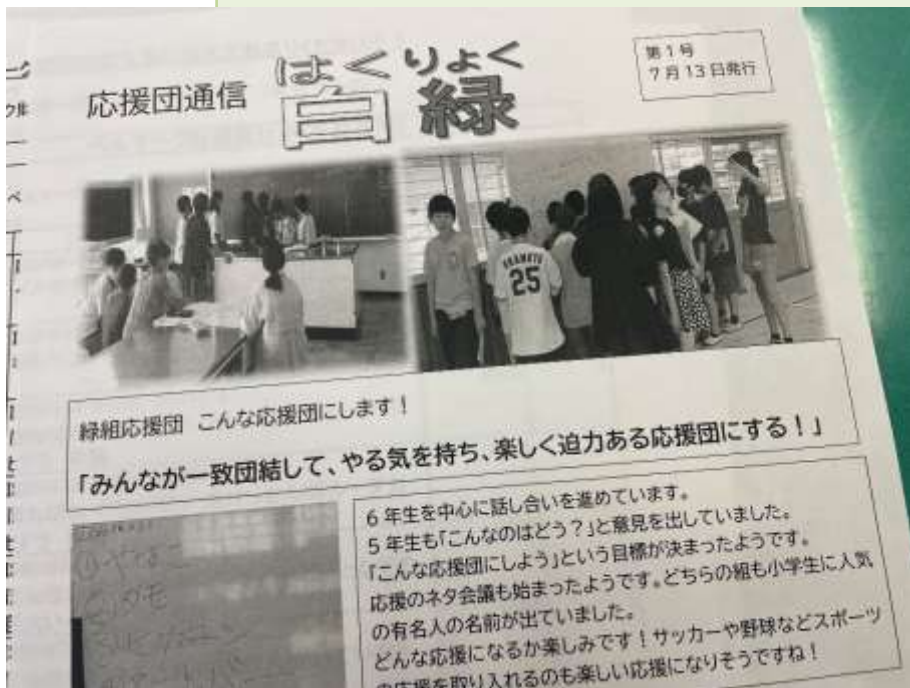 応援団通信
はくりょく
白緑
第1号
7月13日発行
25
緑組応援団 こんな応援団にします！
「みんなが一致団結して、やる気を持ち、楽しく迫力ある応援団にする！」
6年生を中心に話し合いを進めています。
5年生も「こんなのはどう？」と意見を出していました。
「こんな応援団にしよう」という目標が決まったようです。
応援のネタ会議も始まったようです。どちらの組も小学生に人気
の有名人の名前が出ていました。
どんな応援になるか楽しみです！サッカーや野球などスポーツ
の応援を取り入れるのも楽しい応援になりそうですね！